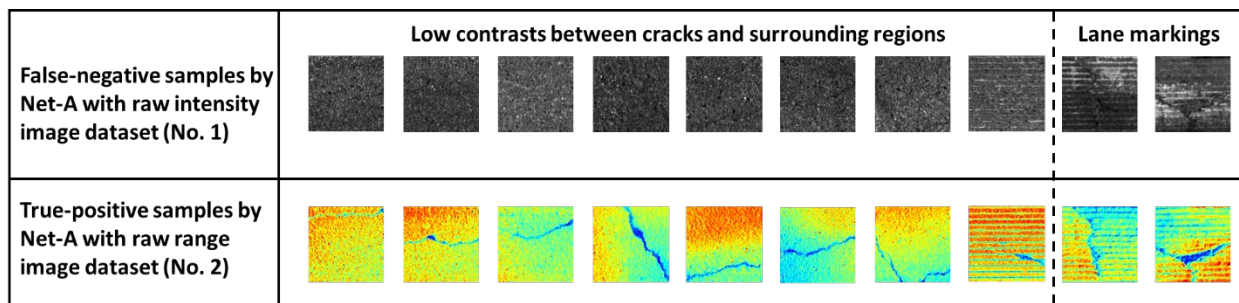 Low contrasts between cracks and surrounding regions
Lane markings
False-negative samples by
Net-A with raw intensity
image dataset (No. 1)
True-positive samples by
Net-A with raw range
image dataset (No. 2)